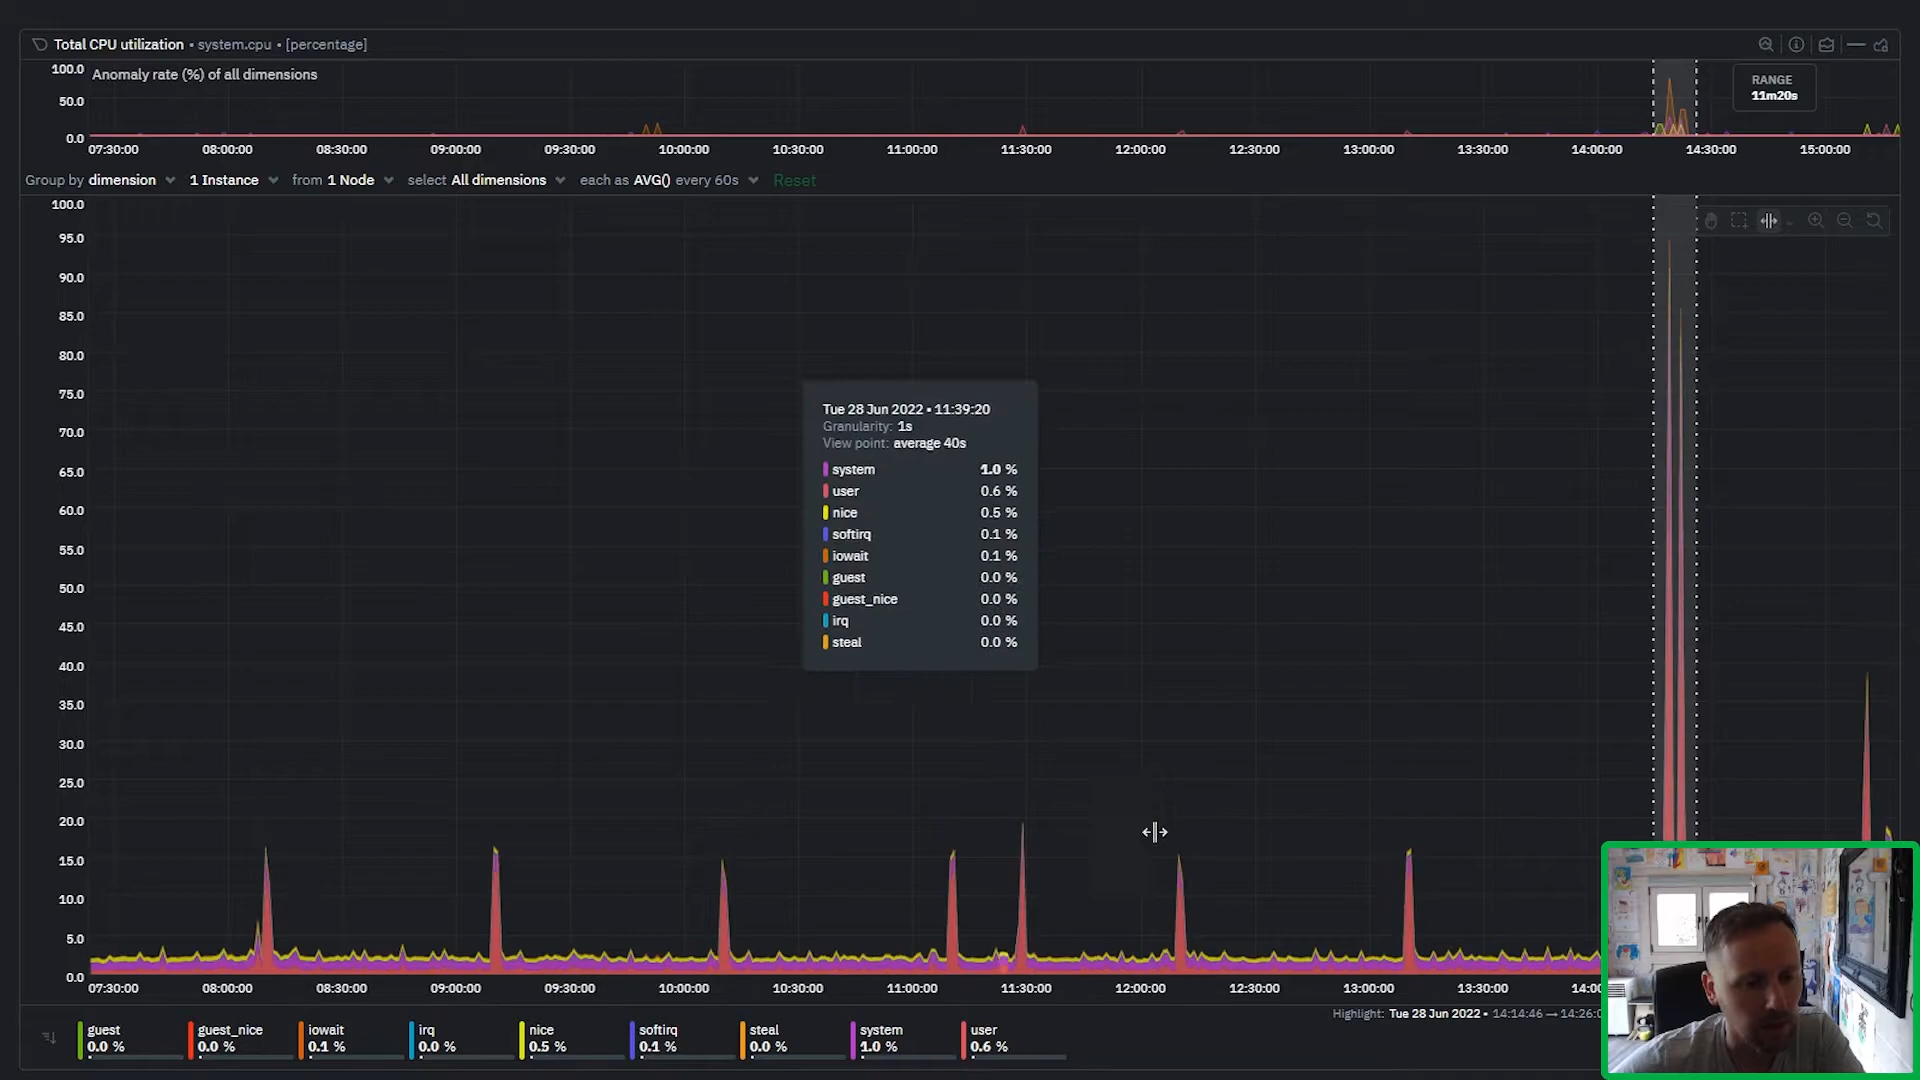 Total CPU utilization • system.cpu • [percentage]
Anomaly rate (%) of all dimensions
100.0
50.0
0.0
RANGE
11m20s
07:30:00 08:00:00 08:30:00 09:00:00 09:30:00 10:00:00 10:30:00 11:00:00 11:30:00 12:00:00 12:30:00 13:00:00 13:30:00 14:00:00 14:30:00 15:00:00
Group by dimension 1 Instance from 1 Node select All dimensions each as AVG() every 60s Reset
100.0
95.0
90.0
85.0
80.0
75.0
70.0
65.0
60.0
55.0
50.0
45.0
40.0
35.0
30.0
25.0
20.0
15.0
10.0
5.0
0.0
Tue 28 Jun 2022 • 11:39:20
Granularity: 1s
View point: average 40s
system 1.0 %
user 0.6 %
nice 0.5 %
softirq 0.1 %
iowait 0.1 %
guest 0.0 %
guest_nice 0.0 %
irq 0.0 %
steal 0.0 %
07:30:00 08:00:00 08:30:00 09:00:00 09:30:00 10:00:00 10:30:00 11:00:00 11:30:00 12:00:00 12:30:00 13:00:00 13:30:00 14:00
Highlight: Tue 28 Jun 2022 • 14:14:46 → 14:26:0
guest guest_nice iowait irq nice softirq steal system user
0.0 % 0.0 % 0.1 % 0.0 % 0.5 % 0.1 % 0.0 % 1.0 % 0.6 %